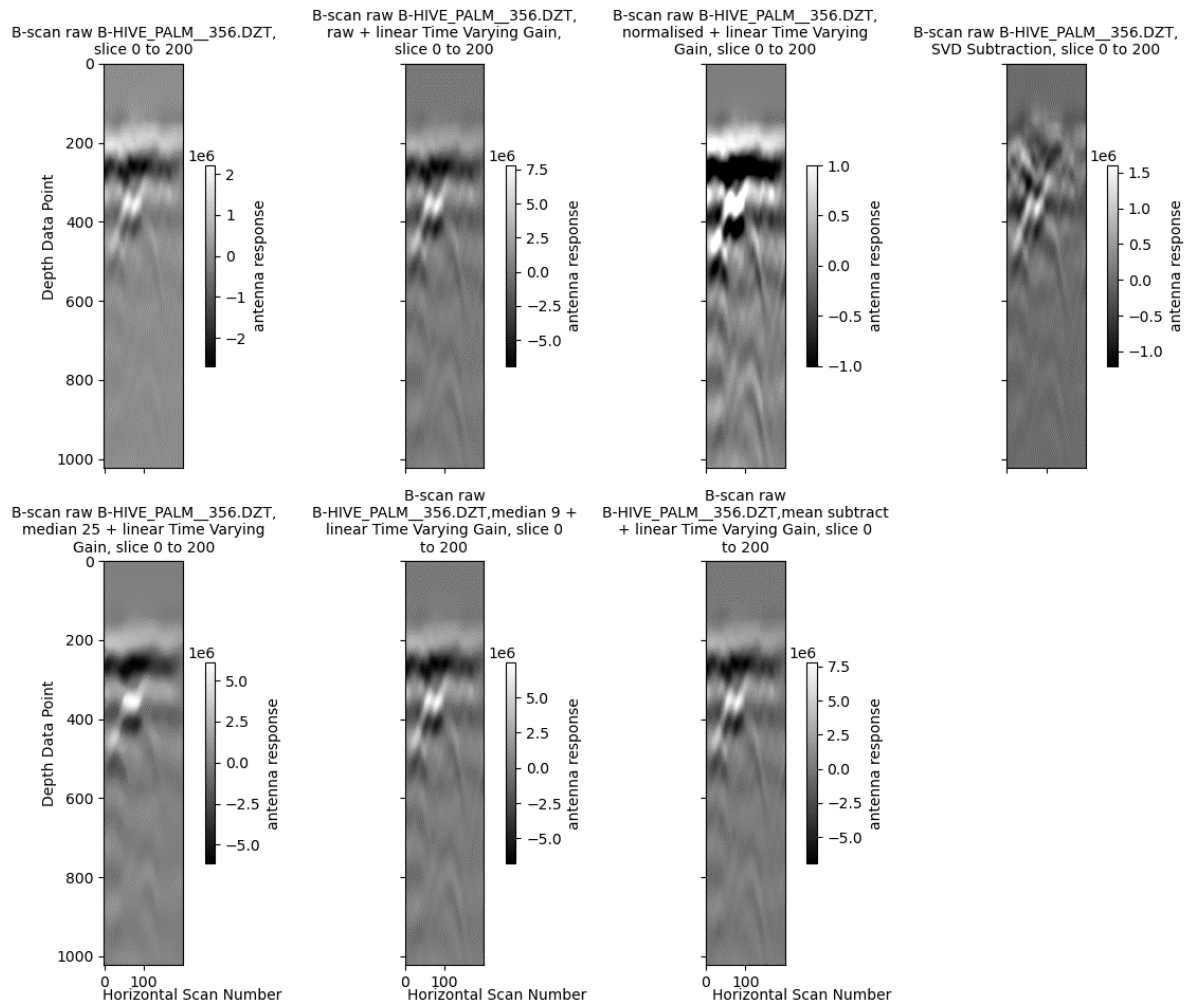 B-scan raw B-HIVE_PALM__356.DZT,
slice 0 to 200
B-scan raw B-HIVE_PALM__356.DZT,
raw + linear Time Varying Gain,
slice 0 to 200
B-scan raw B-HIVE_PALM__356.DZT,
normalised + linear Time Varying
Gain, slice 0 to 200
B-scan raw B-HIVE_PALM__356.DZT,
SVD Subtraction, slice 0 to 200
Depth Data Point
0
200
400
600
800
1000
1e6
2
1
0
−1
−2
antenna response
1e6
7.5
5.0
2.5
0.0
−2.5
−5.0
antenna response
1.0
0.5
0.0
−0.5
−1.0
antenna response
1e6
1.5
1.0
0.5
0.0
−0.5
−1.0
antenna response
B-scan raw B-HIVE_PALM__356.DZT,
median 25 + linear Time Varying
Gain, slice 0 to 200
B-scan raw
B-HIVE_PALM__356.DZT,median 9 +
linear Time Varying Gain, slice 0
to 200
B-scan raw
B-HIVE_PALM__356.DZT,mean subtract
+ linear Time Varying Gain, slice 0
to 200
Depth Data Point
0
200
400
600
800
1000
1e6
5.0
2.5
0.0
−2.5
−5.0
antenna response
1e6
5.0
2.5
0.0
−2.5
−5.0
antenna response
1e6
7.5
5.0
2.5
0.0
−2.5
−5.0
antenna response
0 100
Horizontal Scan Number
0 100
Horizontal Scan Number
0 100
Horizontal Scan Number